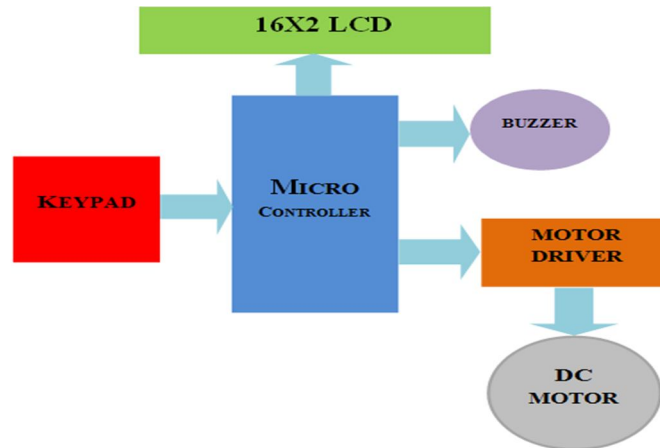 16X2 LCD
BUZZER
KEYPAD
MICRO
CONTROLLER
MOTOR
DRIVER
DC
MOTOR